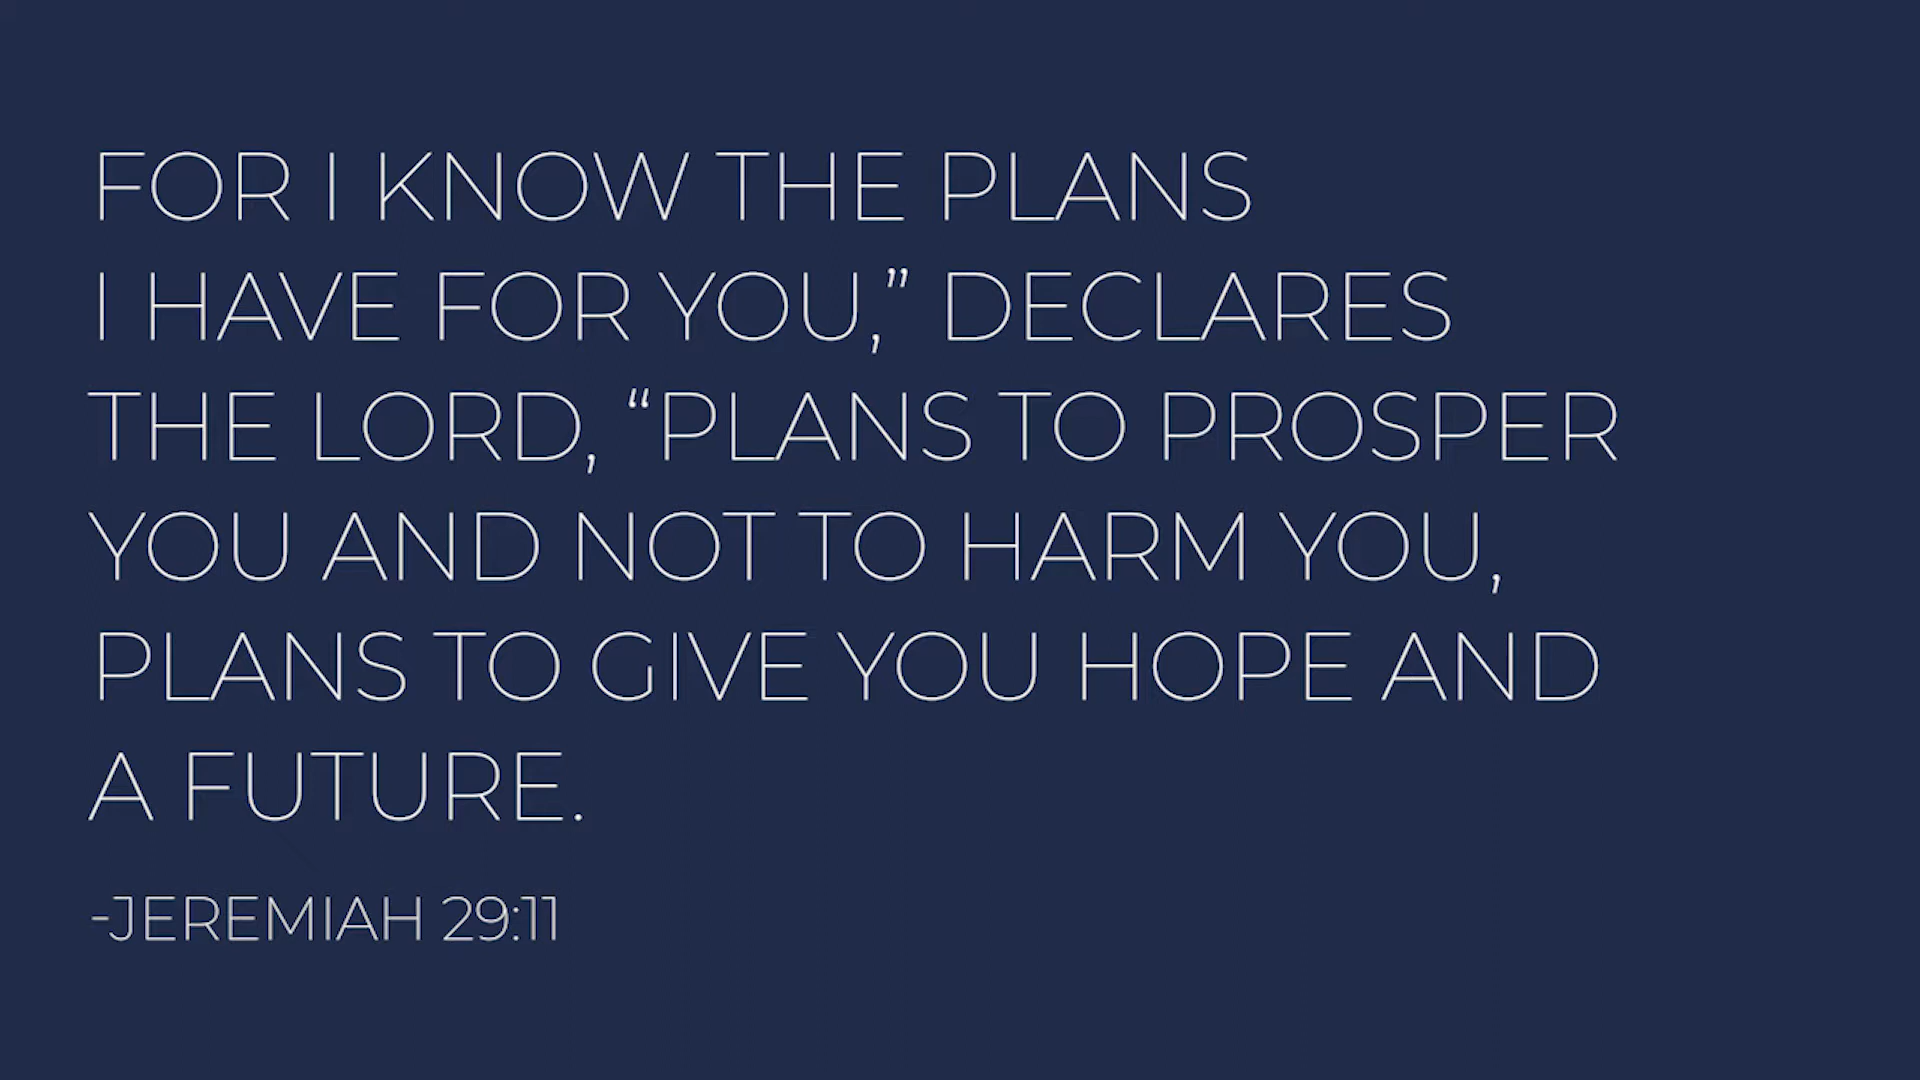 FOR I KNOW THE PLANS
I HAVE FOR YOU,” DECLARES
THE LORD, “PLANS TO PROSPER
YOU AND NOT TO HARM YOU,
PLANS TO GIVE YOU HOPE AND
A FUTURE.
-JEREMIAH 29:11